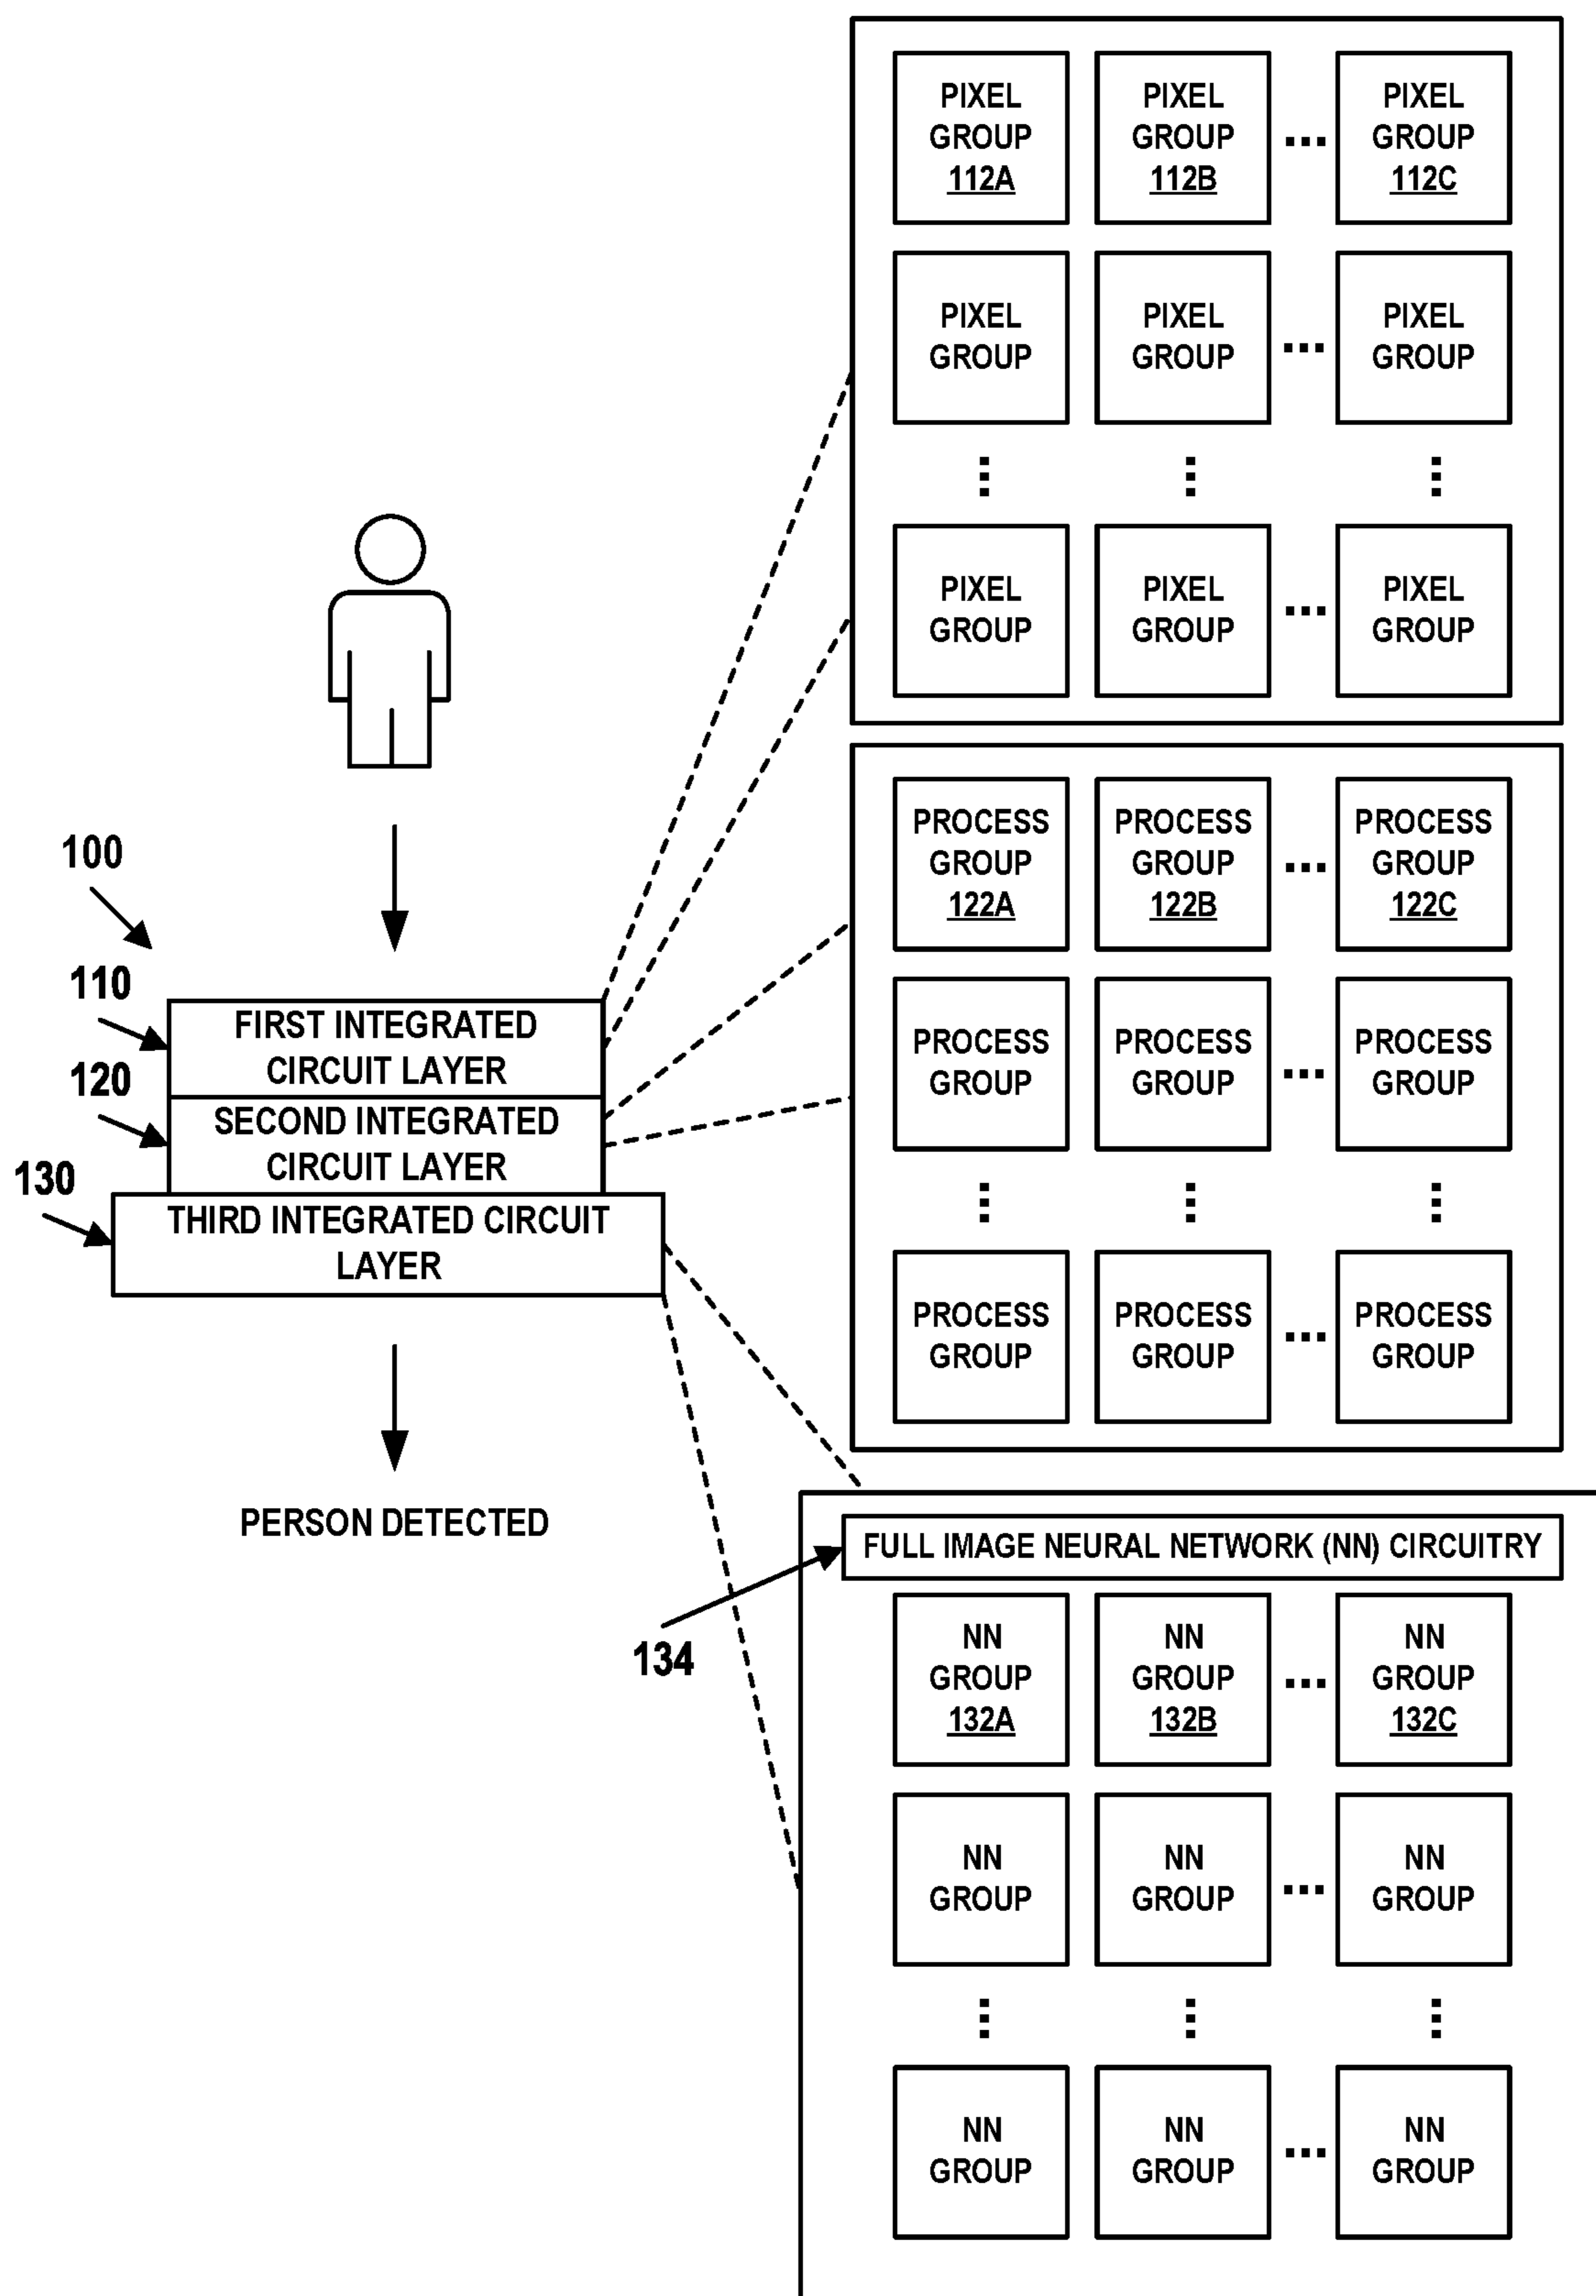 PIXEL
GROUP
112A
PIXEL
GROUP
112B
...
PIXEL
GROUP
112C
PIXEL
GROUP
PIXEL
GROUP
...
PIXEL
GROUP
PIXEL
GROUP
PIXEL
GROUP
...
PIXEL
GROUP
100
110
FIRST INTEGRATED
CIRCUIT LAYER
120
SECOND INTEGRATED
CIRCUIT LAYER
130
THIRD INTEGRATED CIRCUIT
LAYER
PERSON DETECTED
PROCESS
GROUP
122A
PROCESS
GROUP
122B
...
PROCESS
GROUP
122C
PROCESS
GROUP
PROCESS
GROUP
...
PROCESS
GROUP
PROCESS
GROUP
PROCESS
GROUP
...
PROCESS
GROUP
FULL IMAGE NEURAL NETWORK (NN) CIRCUITRY
134
NN
GROUP
132A
NN
GROUP
132B
...
NN
GROUP
132C
NN
GROUP
NN
GROUP
...
NN
GROUP
NN
GROUP
NN
GROUP
...
NN
GROUP